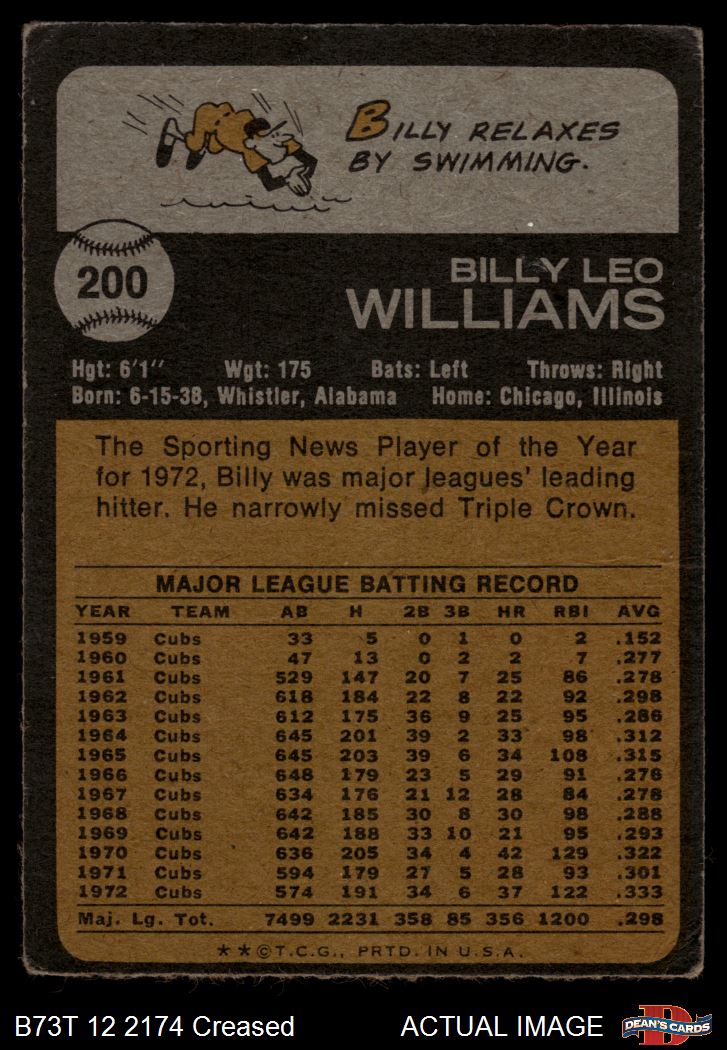 BILLY RELAXES
BY SWIMMING.
200
BILLY LEO
WILLIAMS
Hgt: 6'1" Wgt: 175 Bats: Left Throws: Right
Born: 6-15-38, Whistler, Alabama Home: Chicago, Illinois
The Sporting News Player of the Year
for 1972, Billy was major leagues' leading
hitter. He narrowly missed Triple Crown.
MAJOR LEAGUE BATTING RECORD
YEAR TEAM AB H 2B 3B HR RBI AVG
1959 Cubs 33 5 0 1 0 2 .152
1960 Cubs 47 13 0 2 2 7 .277
1961 Cubs 529 147 20 7 25 86 .278
1962 Cubs 618 184 22 8 22 92 .298
1963 Cubs 612 175 36 9 25 95 .286
1964 Cubs 645 201 39 2 33 98 .312
1965 Cubs 645 203 39 6 34 108 .315
1966 Cubs 648 179 23 5 29 91 .276
1967 Cubs 634 176 21 12 28 84 .278
1968 Cubs 642 185 30 8 30 98 .288
1969 Cubs 642 188 33 10 21 95 .293
1970 Cubs 636 205 34 4 42 129 .322
1971 Cubs 594 179 27 5 28 93 .301
1972 Cubs 574 191 34 6 37 122 .333
Maj. Lg. Tot. 7499 2231 358 85 356 1200 .298
★★©T.C.G., PRTD. IN U.S.A.
B73T 12 2174 Creased ACTUAL IMAGE
D
DEAN'S CARDS